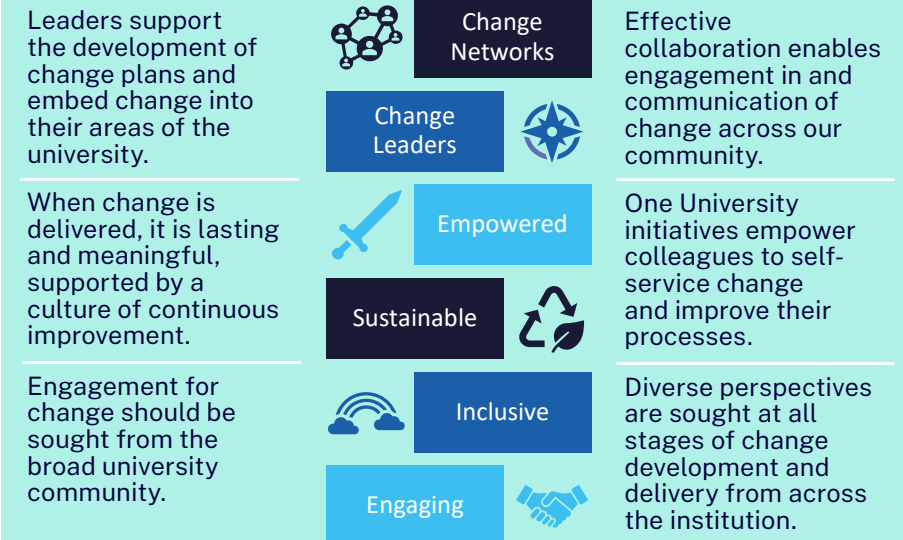 Leaders support
the development of
change plans and
embed change into
their areas of the
university.
Change
Networks
Effective
collaboration enables
engagement in and
communication of
change across our
community.
Change
Leaders
When change is
delivered, it is lasting
and meaningful,
supported by a
culture of continuous
improvement.
Empowered
One University
initiatives empower
colleagues to self-
service change
and improve their
processes.
Sustainable
Engagement for
change should be
sought from the
broad university
community.
Inclusive
Diverse perspectives
are sought at all
stages of change
development and
delivery from across
the institution.
Engaging